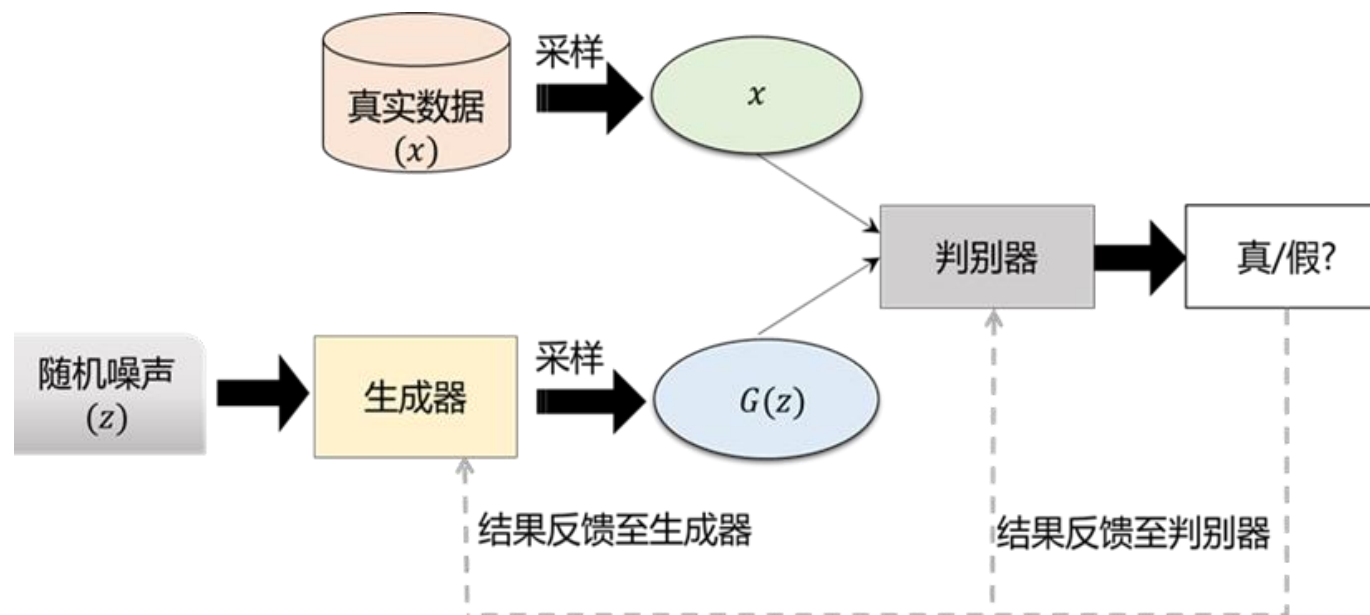 采样
真实数据
(x)
x
判别器
真/假?
随机噪声
(z)
生成器
采样
G(z)
结果反馈至生成器
结果反馈至判别器